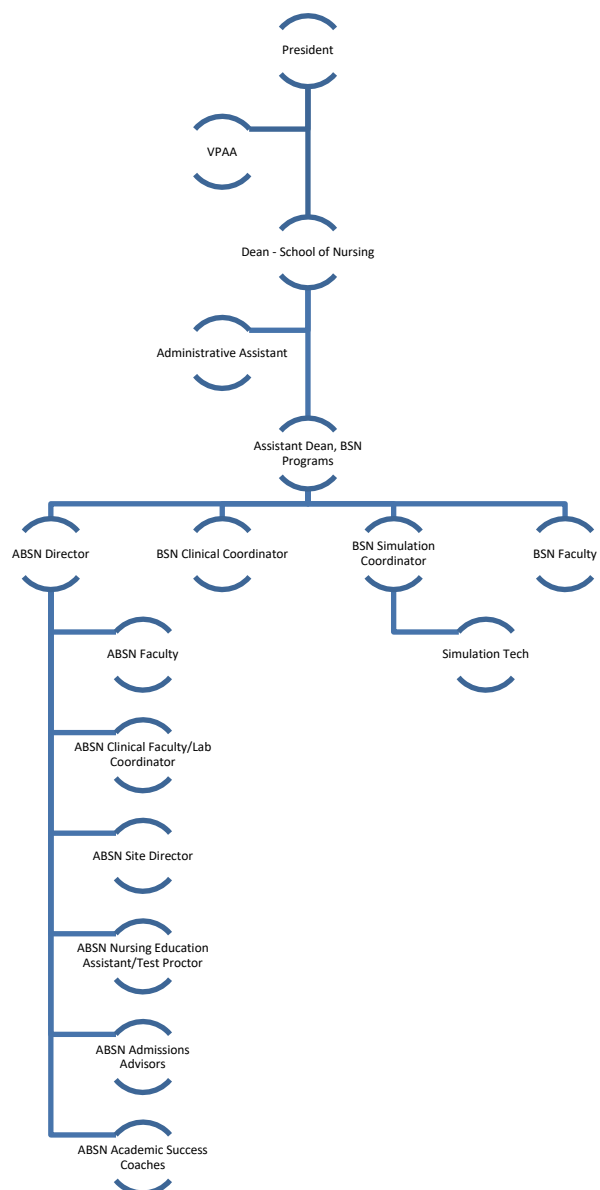 President
VPAA
Dean - School of Nursing
Administrative Assistant
Assistant Dean, BSN
Programs
ABSN Director
BSN Clinical Coordinator
BSN Simulation
Coordinator
BSN Faculty
ABSN Faculty
Simulation Tech
ABSN Clinical Faculty/Lab
Coordinator
ABSN Site Director
ABSN Nursing Education
Assistant/Test Proctor
ABSN Admissions
Advisors
ABSN Academic Success
Coaches